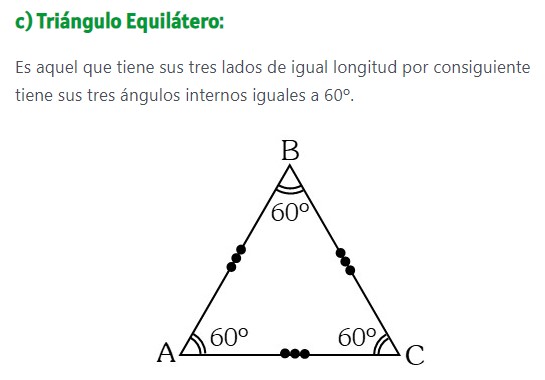 c) Triángulo Equilátero:
Es aquel que tiene sus tres lados de igual longitud por consiguiente
tiene sus tres ángulos internos iguales a 60º.
B
60º
60º
60º
A
C